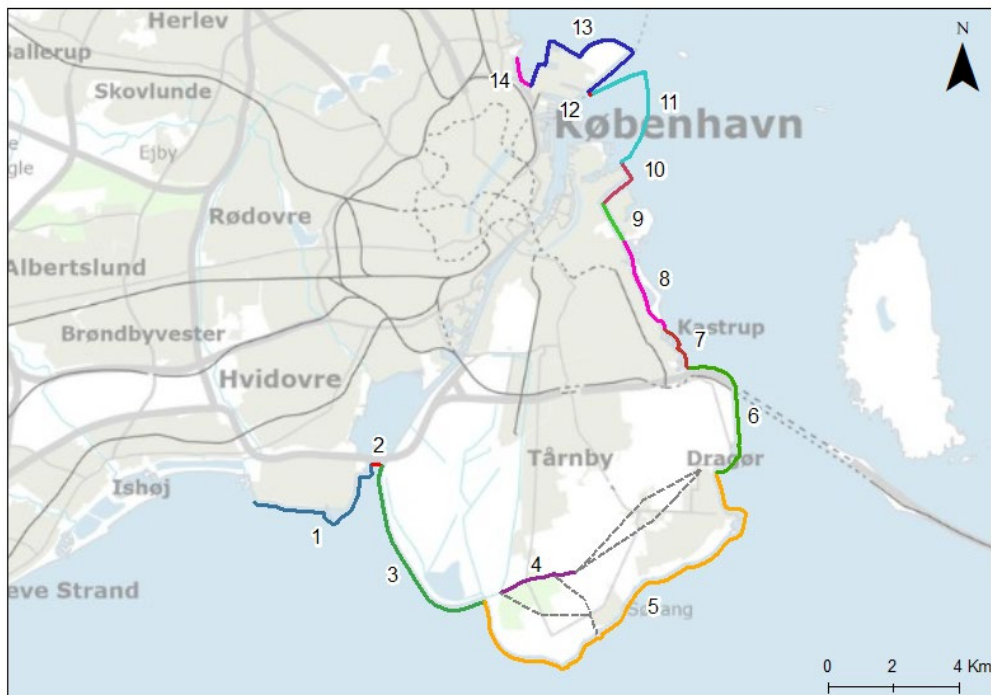 Herlev
13
N
Ballerup
14
Skovlunde
12
11
København
Ejby
10
Rødovre
9
Albertslund
8
Kastrup
Brøndbyvester
7
Hvidovre
6
2
Tårnby
Dragør
Ishøj
1
4
3
eve Strand
5
0 2 4 Km